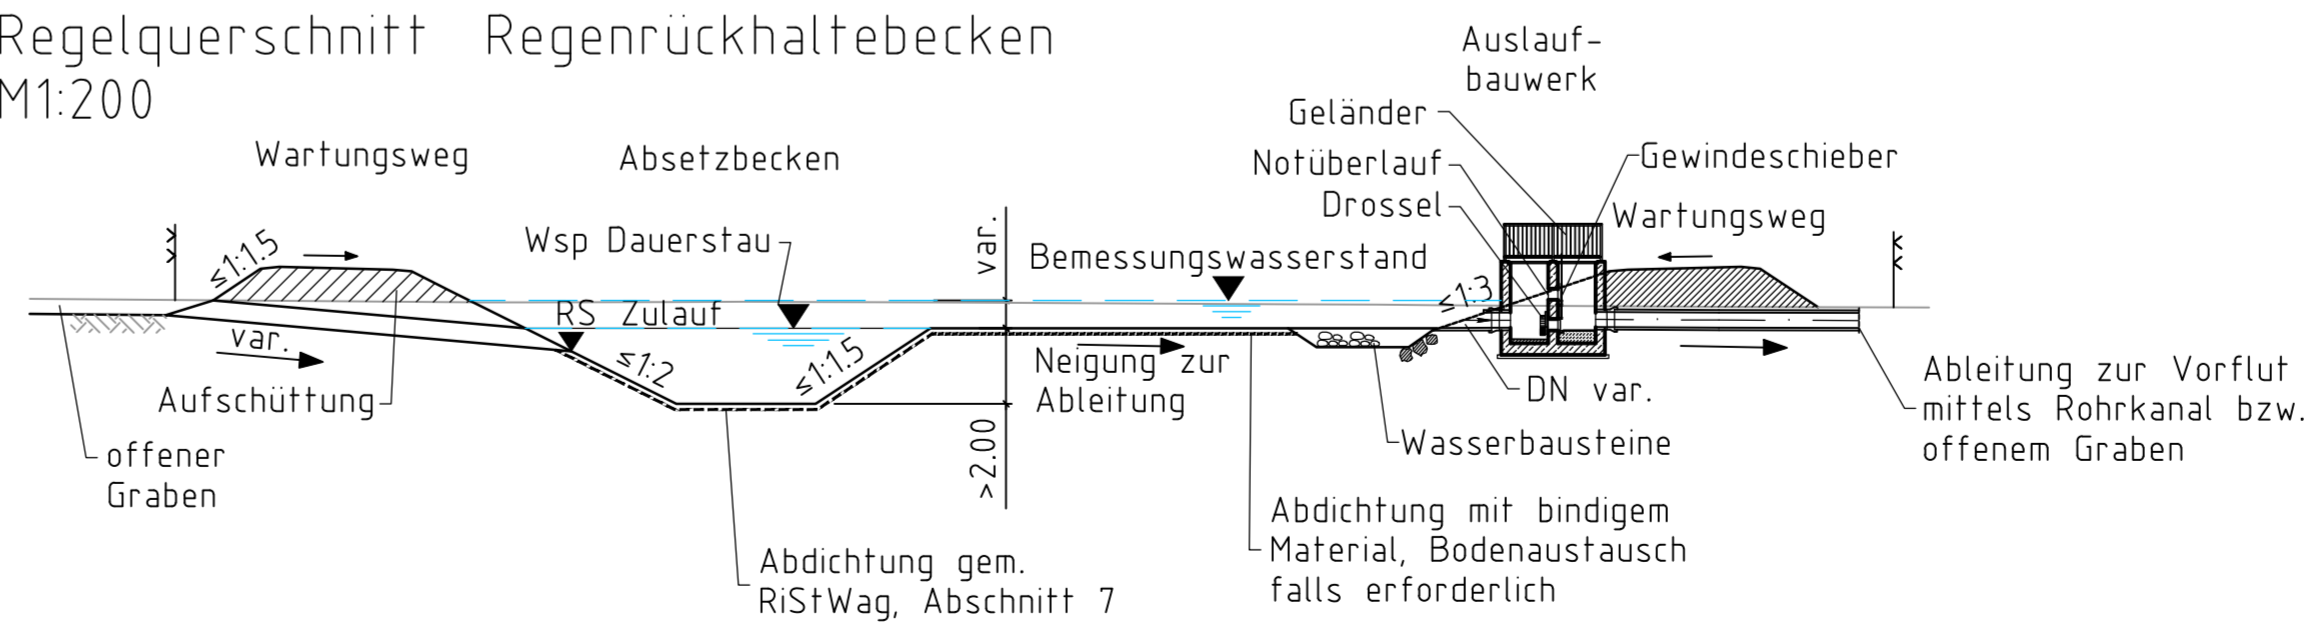 Regelquerschnitt Regenrückhaltebecken
M1:200
Auslauf-
bauwerk
Geländer
Wartungsweg
Absetzbecken
Notüberlauf
Gewindeschieber
Drossel
Wartungsweg
≤1:1.5
Wsp Dauerstau
var.
Bemessungswasserstand
RS Zulauf
≤1:3
var.
≤1:2
≤1:1.5
Neigung zur
Ableitung
Aufschüttung
DN var.
Ableitung zur Vorflut
mittels Rohrkanal bzw.
offenem Graben
offener
Graben
>2.00
Wasserbausteine
Abdichtung mit bindigem
Material, Bodenaustausch
falls erforderlich
Abdichtung gem.
RiStWag, Abschnitt 7